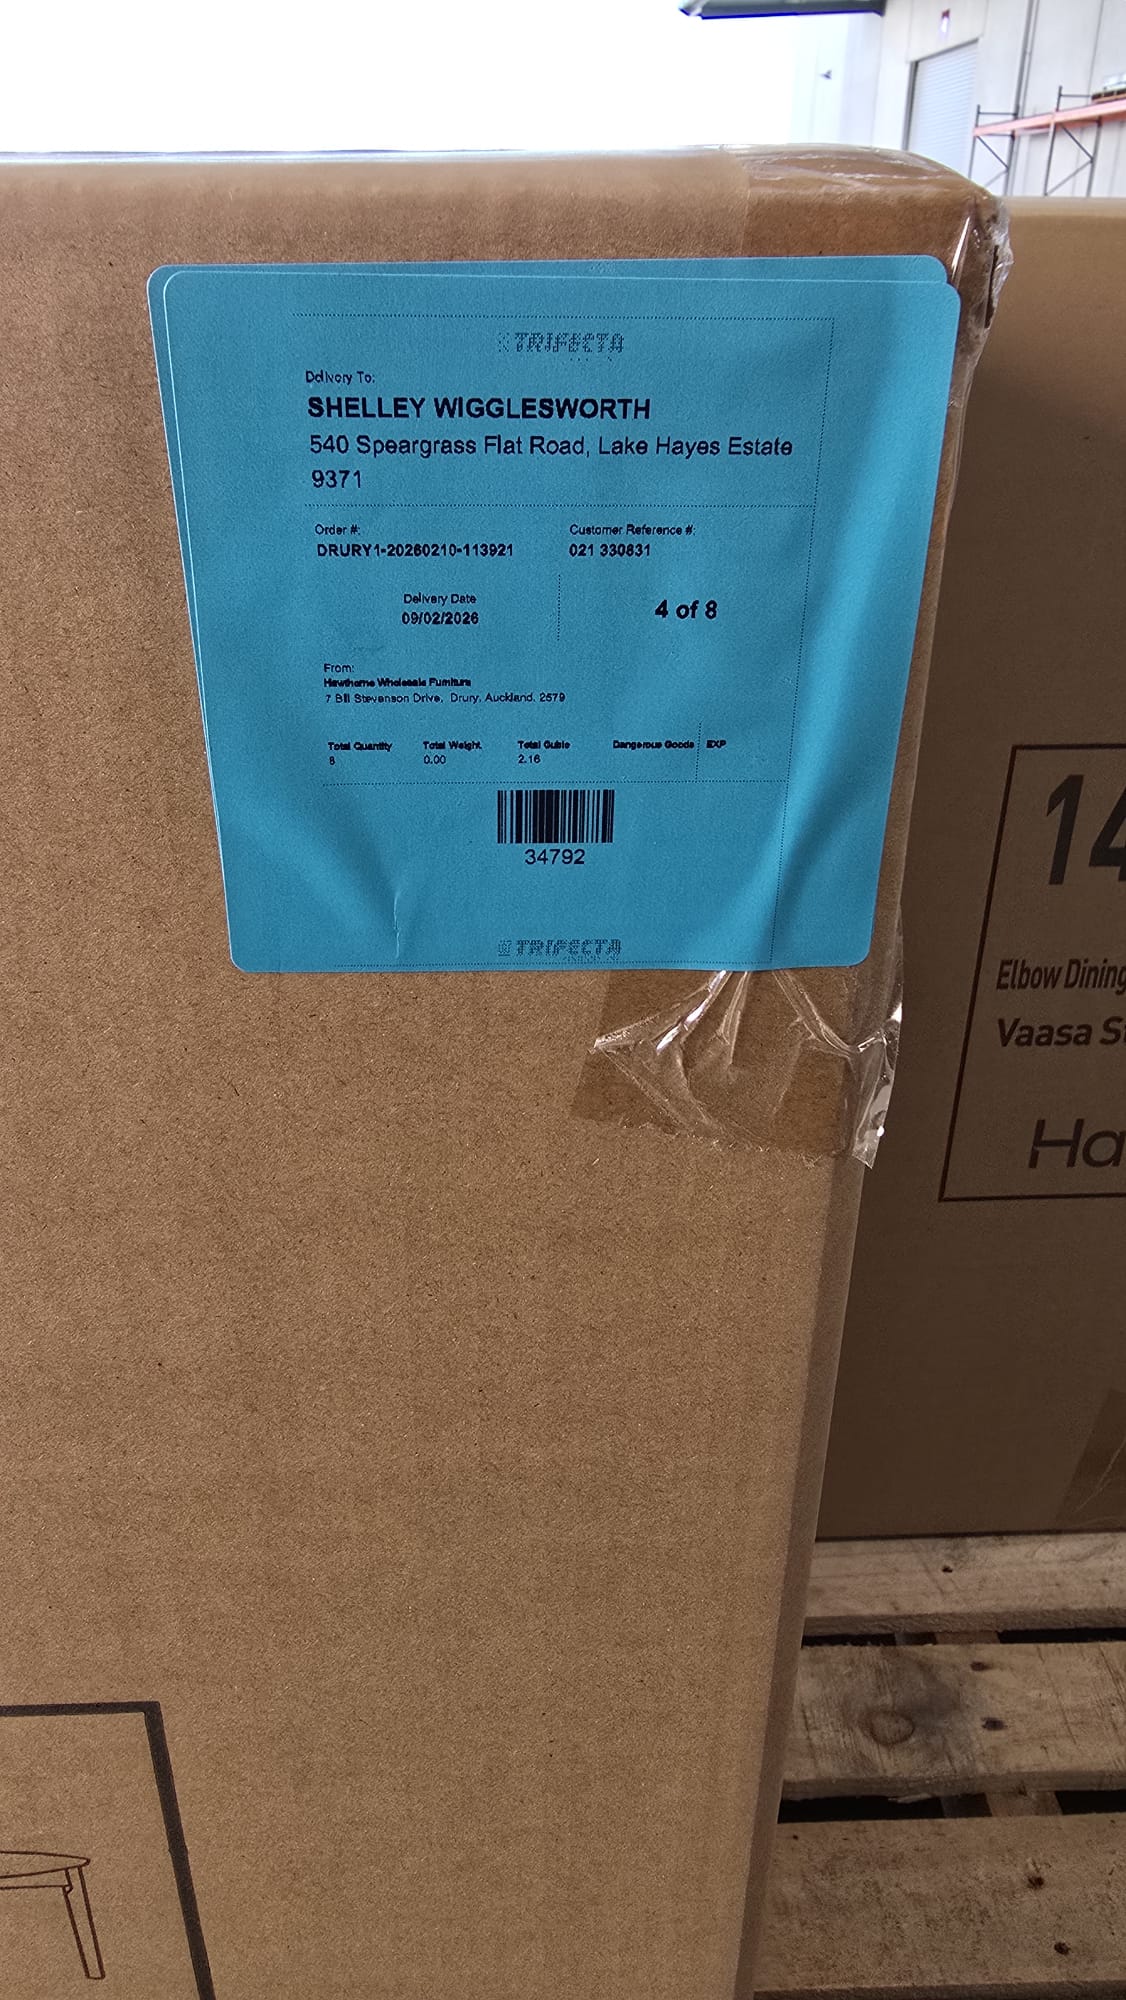 TRIFECTA
Delivery To:
SHELLEY WIGGLESWORTH
540 Speargrass Flat Road, Lake Hayes Estate
9371
Order #: Customer Reference #:
DRURY1-20260210-113921 021 330831
Delivery Date
09/02/2026
4 of 8
From:
Hawthorne Wholesale Furniture
7 Bill Stevenson Drive, Drury, Auckland, 2579
Total Quantity Total Weight Total Cubic Dangerous Goods EXP
8 0.00 2.16
34792
TRIFECTA
14
Elbow Dining
Vaasa
Ha